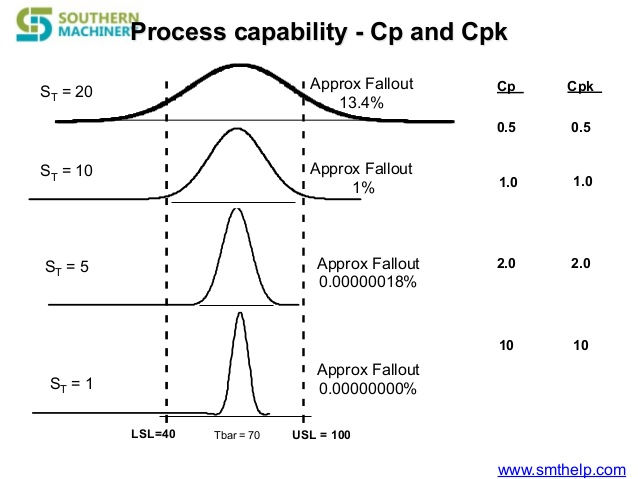 SOUTHERN
MACHINER
Process capability - Cp and Cpk
Cp Cpk
ST = 20
Approx Fallout
13.4%
0.5 0.5
ST = 10
Approx Fallout
1%
1.0 1.0
ST = 5
Approx Fallout
0.00000018%
2.0 2.0
ST = 1
Approx Fallout
0.00000000%
10 10
LSL=40 Tbar = 70 USL = 100
www.smthelp.com